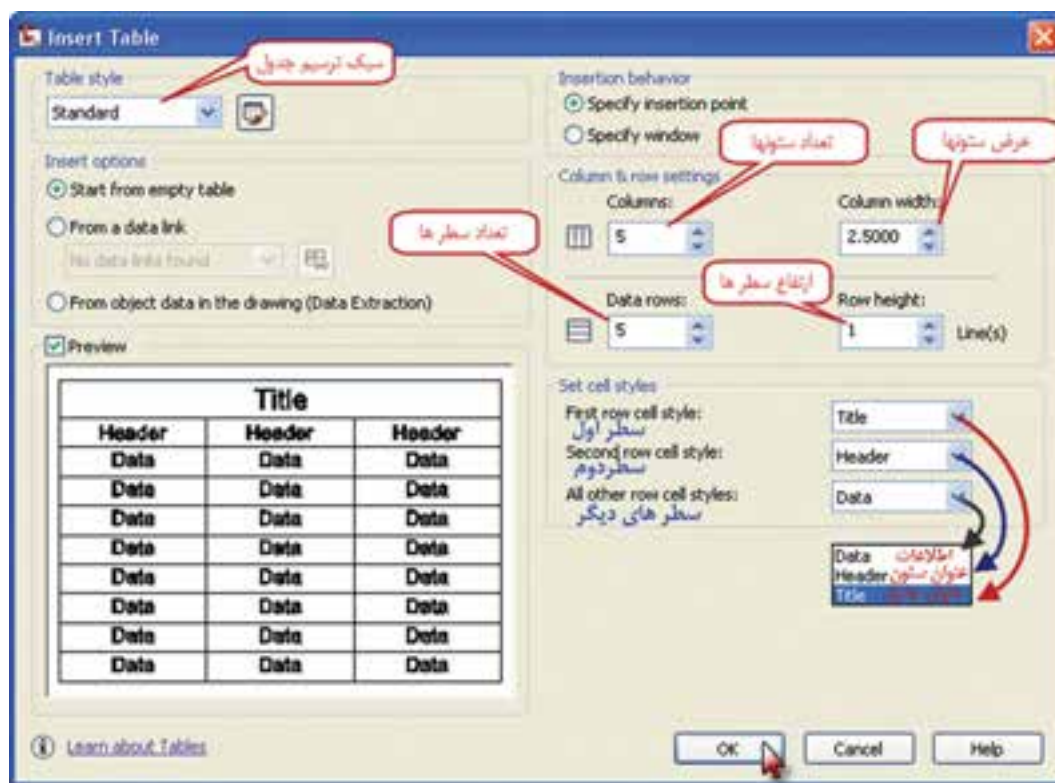 Insert Table
Table style
سبک ترسیم جدول
Standard
Insert options
Start from empty table
From a data link
No data links found
From object data in the drawing (Data Extraction)
Preview
Title
Header Header Header
Data Data Data
Data Data Data
Data Data Data
Data Data Data
Data Data Data
Data Data Data
Data Data Data
Data Data Data
Learn about Tables
Insertion behavior
Specify insertion point
Specify window
تعداد ستونها
عرض ستونها
Column & row settings
Columns:
Column width:
5
2.5000
تعداد سطر ها
ارتفاع سطر ها
Data rows:
Row height:
5
1
Line(s)
Set cell styles
First row cell style:
Title
سطر اول
Second row cell style:
Header
سطردوم
All other row cell styles:
Data
سطر های دیگر
Data اطلاعات
Header عنوان ستون
Title
OK
Cancel
Help